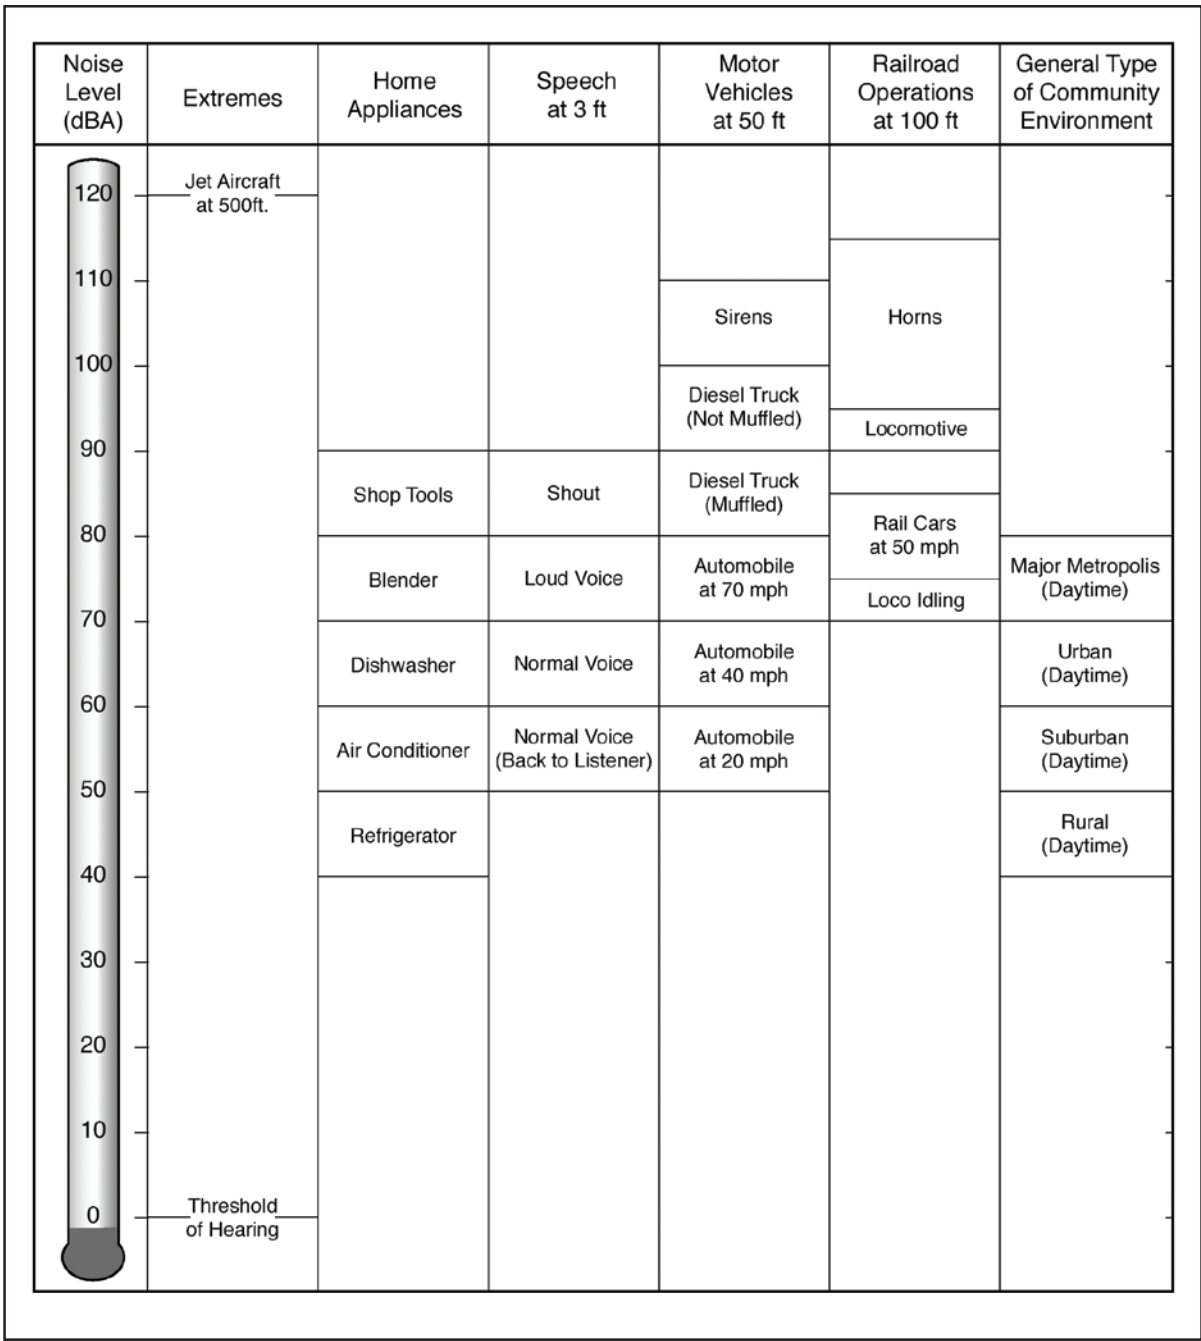 Noise
Level
(dBA)
Extremes
Home
Appliances
Speech
at 3 ft
Motor
Vehicles
at 50 ft
Railroad
Operations
at 100 ft
General Type
of Community
Environment
120
110
100
90
80
70
60
50
40
30
20
10
0
Jet Aircraft
at 500ft.
Threshold
of Hearing
Shop Tools
Blender
Dishwasher
Air Conditioner
Refrigerator
Shout
Loud Voice
Normal Voice
Normal Voice
(Back to Listener)
Sirens
Diesel Truck
(Not Muffled)
Diesel Truck
(Muffled)
Automobile
at 70 mph
Automobile
at 40 mph
Automobile
at 20 mph
Horns
Locomotive
Rail Cars
at 50 mph
Loco Idling
Major Metropolis
(Daytime)
Urban
(Daytime)
Suburban
(Daytime)
Rural
(Daytime)